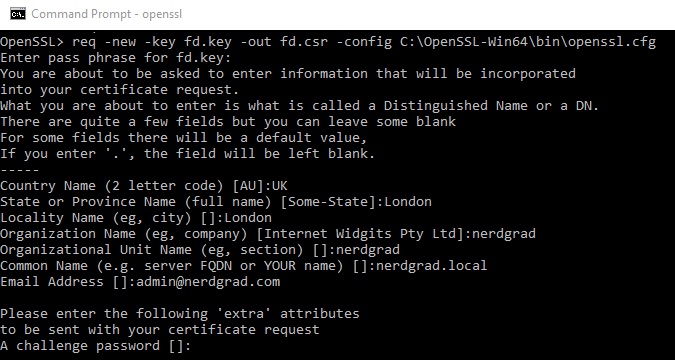 Command Prompt - openssl
OpenSSL> req -new -key fd.key -out fd.csr -config C:\OpenSSL-Win64\bin\openssl.cfg
Enter pass phrase for fd.key:
You are about to be asked to enter information that will be incorporated
into your certificate request.
What you are about to enter is what is called a Distinguished Name or a DN.
There are quite a few fields but you can leave some blank
For some fields there will be a default value,
If you enter '.', the field will be left blank.
-----
Country Name (2 letter code) [AU]:UK
State or Province Name (full name) [Some-State]:London
Locality Name (eg, city) []:London
Organization Name (eg, company) [Internet Widgits Pty Ltd]:nerdgrad
Organizational Unit Name (eg, section) []:nerdgrad
Common Name (e.g. server FQDN or YOUR name) []:nerdgrad.local
Email Address []:admin@nerdgrad.com

Please enter the following 'extra' attributes
to be sent with your certificate request
A challenge password []: